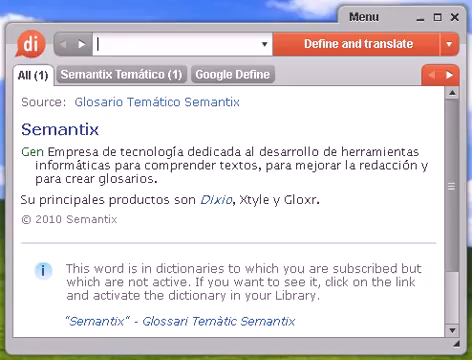 Menu
di
Define and translate
All (1) Semantix Temático (1) Google Define
Source: Glosario Temático Semantix
Semantix
Gen Empresa de tecnología dedicada al desarrollo de herramientas
informáticas para comprender textos, para mejorar la redacción y
para crear glosarios.
Su principales productos son Dixio, Xtyle y Gloxr.
© 2010 Semantix
This word is in dictionaries to which you are subscribed but
which are not active. If you want to see it, click on the link
and activate the dictionary in your Library.
"Semantix" - Glossari Temàtic Semantix